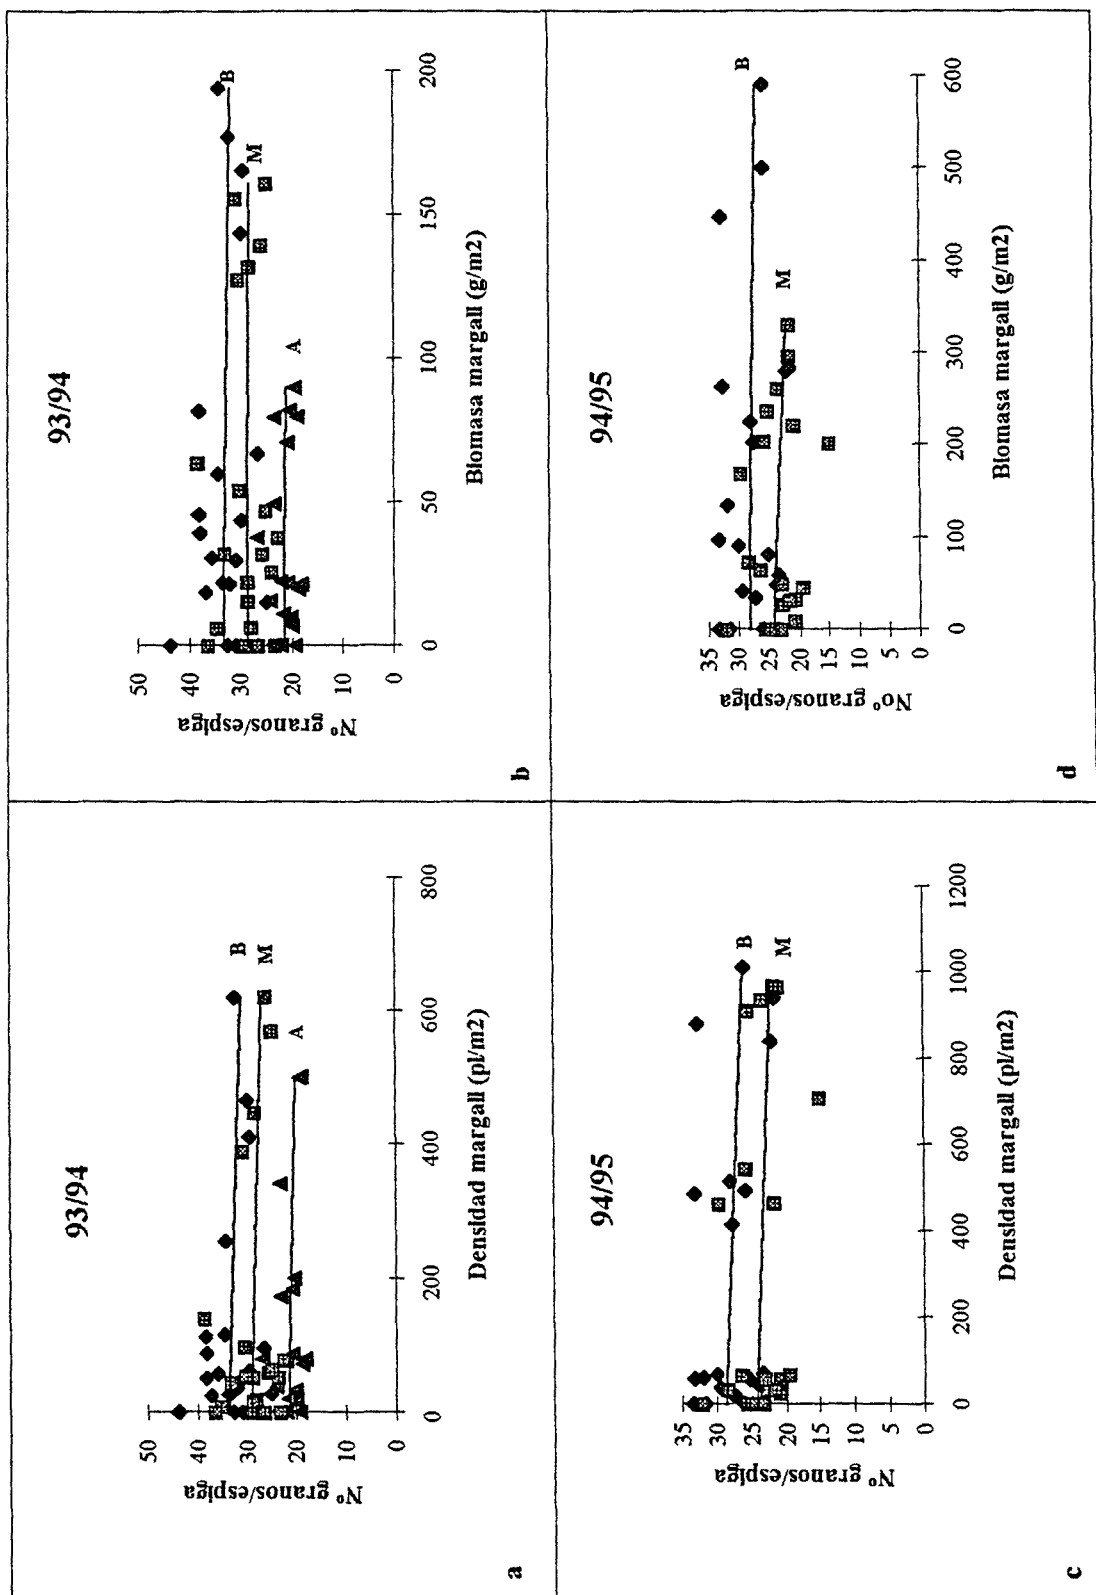 93/94
50
40
30
20
10
0
Nº granos/espiga
0
200
400
600
800
B
M
A
Densidad margall (pl/m2)
a
93/94
50
40
30
20
10
0
Nº granos/espiga
0
50
100
150
200
B
M
A
Biomasa margall (g/m2)
b
94/95
35
30
25
20
15
10
5
0
Nº granos/espiga
0
200
400
600
800
1000
1200
B
M
Densidad margall (pl/m2)
c
94/95
35
30
25
20
15
10
5
0
Noº granos/espiga
0
100
200
300
400
500
600
B
M
Biomasa margall (g/m2)
d